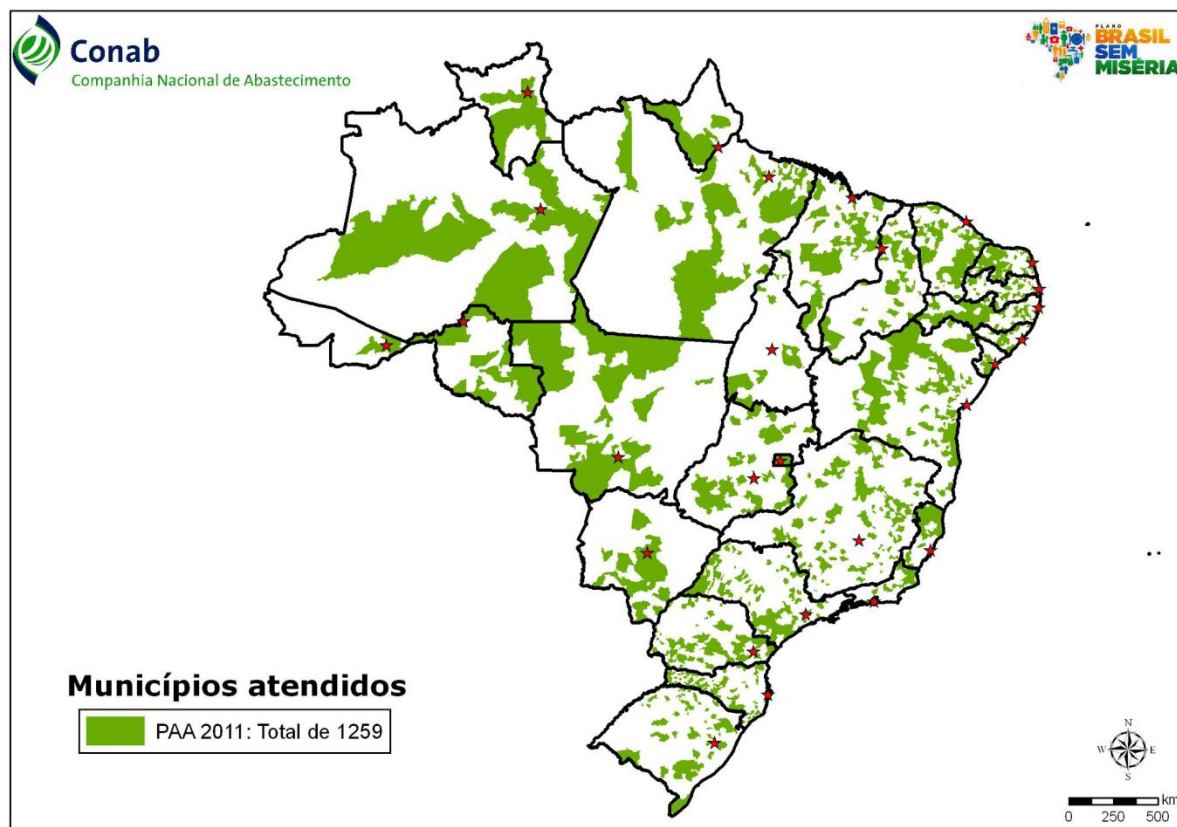 Conab
Companhia Nacional de Abastecimento
PLANO
BRASIL
SEM
MISÉRIA
Municípios atendidos
PAA 2011: Total de 1259
N
W E
S
km
0 250 500